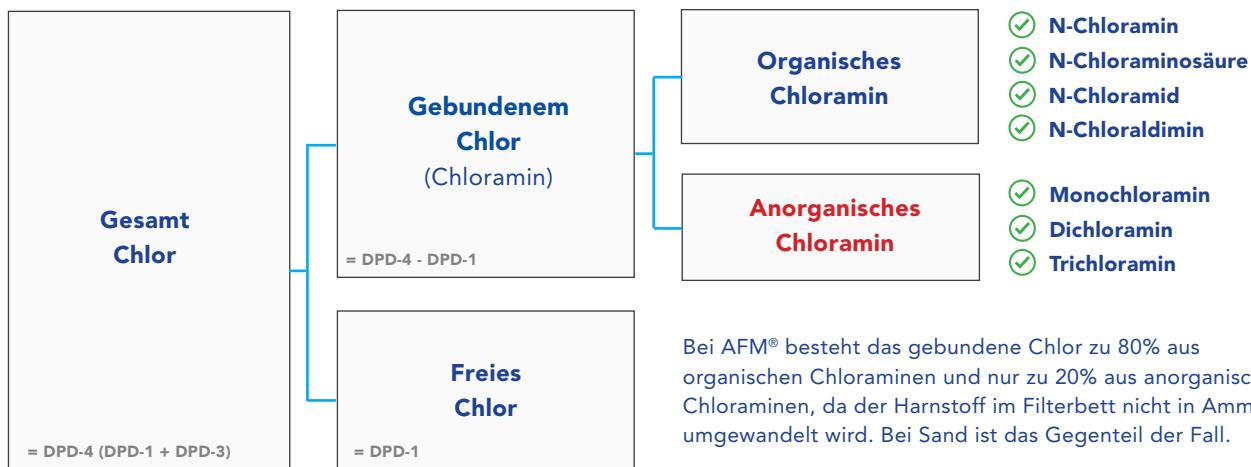 Gesamt
Chlor
= DPD-4 (DPD-1 + DPD-3)
Gebundenem
Chlor
(Chloramin)
= DPD-4 - DPD-1
Freies
Chlor
= DPD-1
Organisches
Chloramin
N-Chloramin
N-Chloraminosäure
N-Chloramid
N-Chloraldimin
Anorganisches
Chloramin
Monochloramin
Dichloramin
Trichloramin
Bei AFM® besteht das gebundene Chlor zu 80% aus
organischen Chloraminen und nur zu 20% aus anorganisc
Chloraminen, da der Harnstoff im Filterbett nicht in Amm
umgewandelt wird. Bei Sand ist das Gegenteil der Fall.